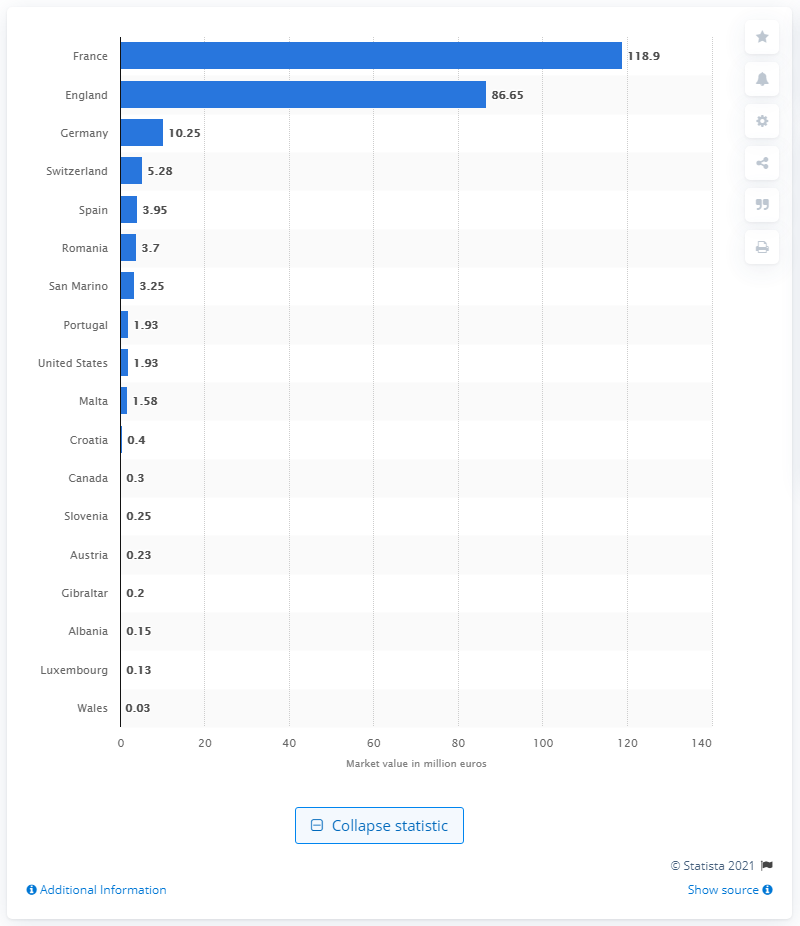 France 118.9
England 86.65
Germany 10.25
Switzerland 5.28
Spain 3.95
Romania 3.7
San Marino 3.25
Portugal 1.93
United States 1.93
Malta 1.58
Croatia 0.4
Canada 0.3
Slovenia 0.25
Austria 0.23
Gibraltar 0.2
Albania 0.15
Luxembourg 0.13
Wales 0.03
0 20 40 60 80 100 120 140
Market value in million euros
Collapse statistic
© Statista 2021
Additional Information Show source